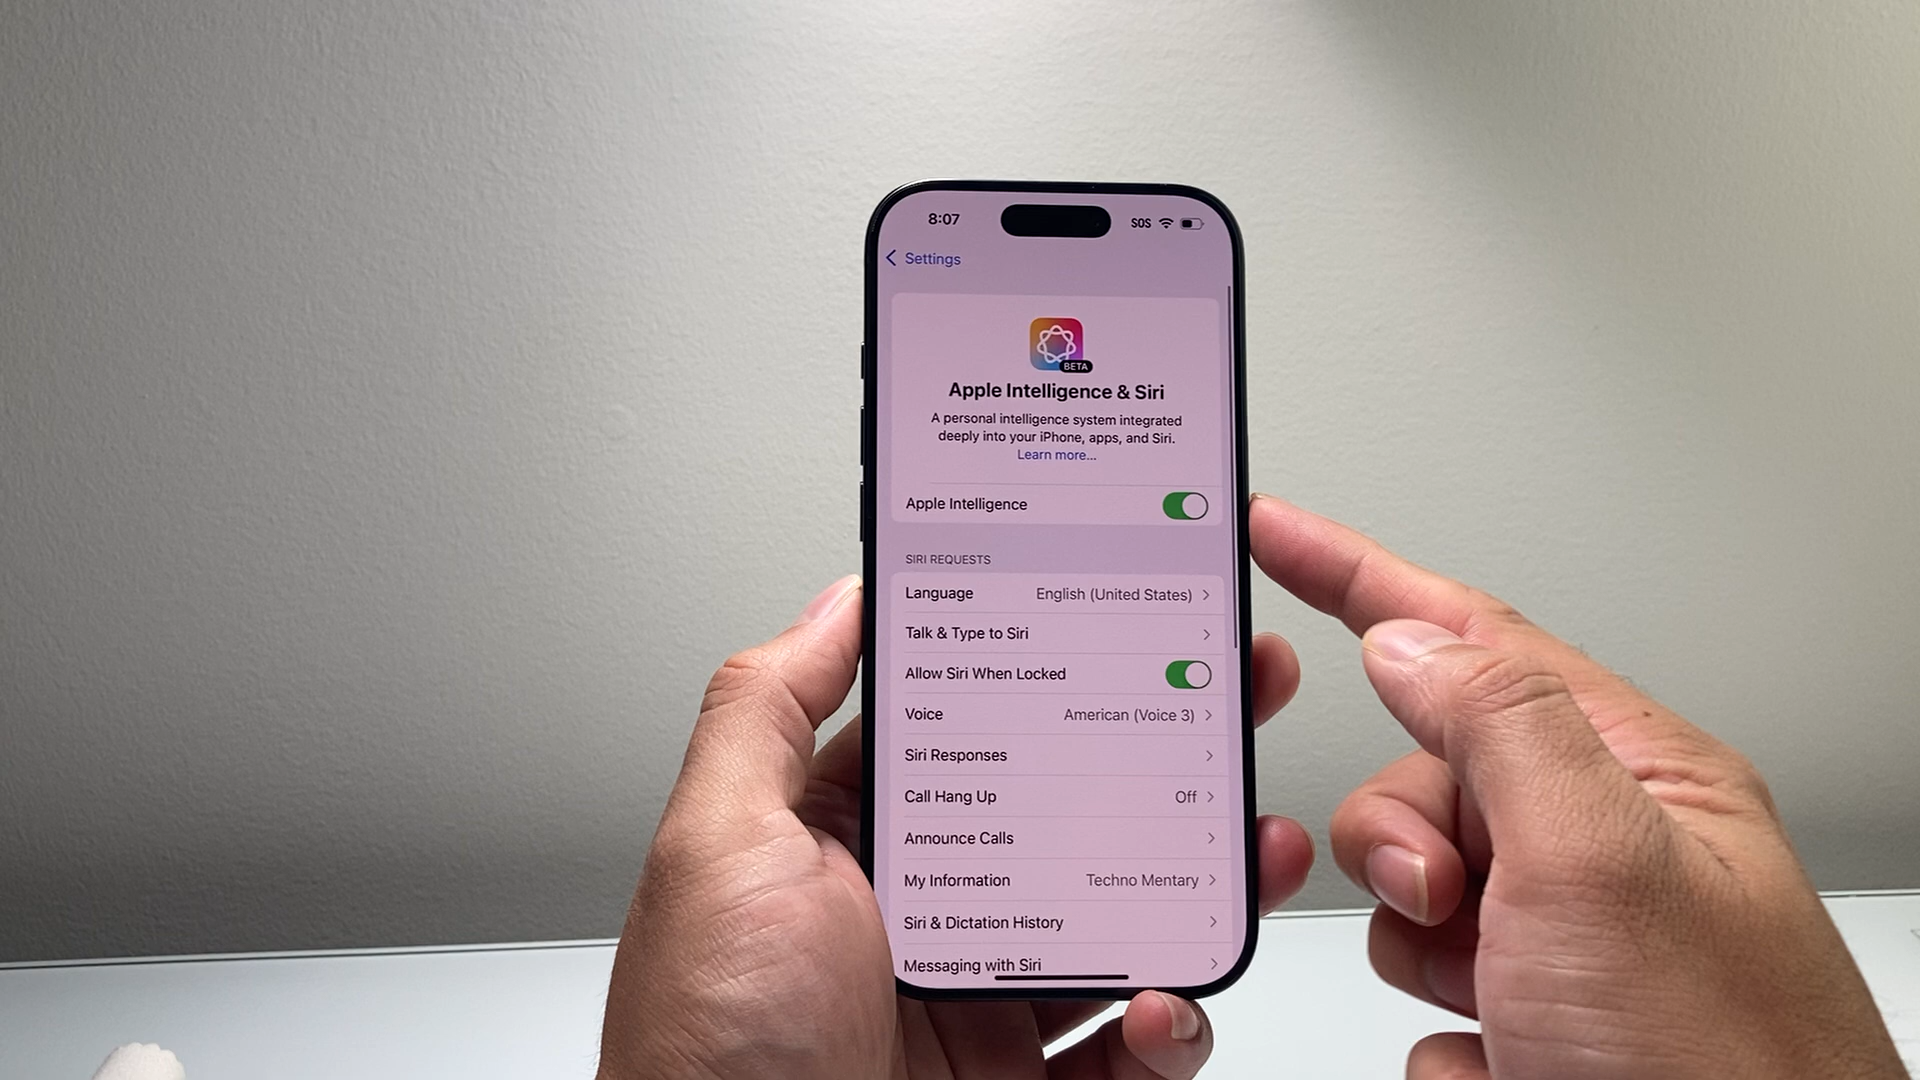 8:07
SOS
Settings
BETA
Apple Intelligence & Siri
A personal intelligence system integrated
deeply into your iPhone, apps, and Siri.
Learn more...
Apple Intelligence
SIRI REQUESTS
Language English (United States)
Talk & Type to Siri
Allow Siri When Locked
Voice American (Voice 3)
Siri Responses
Call Hang Up Off
Announce Calls
My Information Techno Mentary
Siri & Dictation History
Messaging with Siri